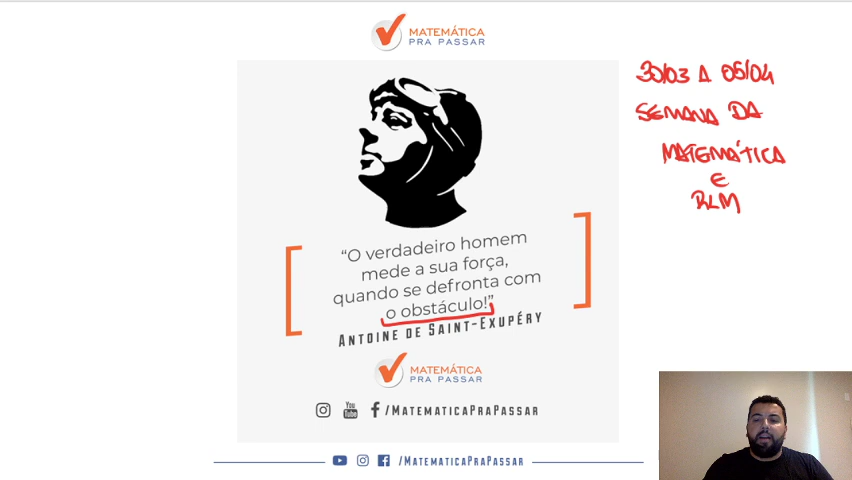 MATEMÁTICA
PRA PASSAR
30/03 A 05/04
SEMANA DA
MATEMÁTICA
E
RLM
“O verdadeiro homem
mede a sua força,
quando se defronta com
o obstáculo!”
ANTOINE DE SAINT-EXUPÉRY
MATEMÁTICA
PRA PASSAR
You
Tube
/MATEMATICAPRAPASSAR
/MATEMATICAPRAPASSAR